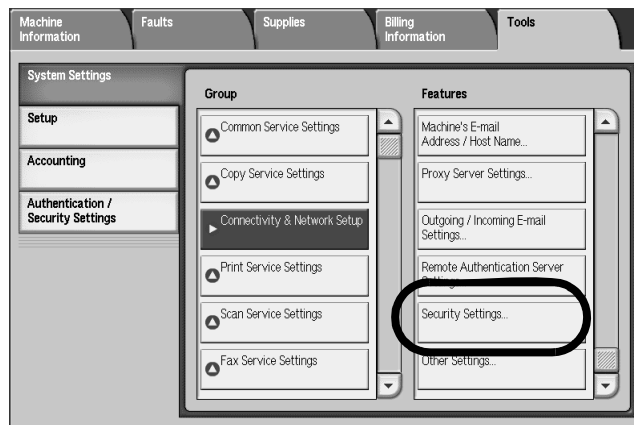 Machine
Information
Faults
Supplies
Billing
Information
Tools
System Settings
Setup
Accounting
Authentication /
Security Settings
Group
Common Service Settings
Copy Service Settings
Connectivity & Network Setup
Print Service Settings
Scan Service Settings
Fax Service Settings
Features
Machine's E-mail
Address / Host Name...
Proxy Server Settings...
Outgoing / Incoming E-mail
Settings...
Remote Authentication Server
Security Settings...
Other Settings...